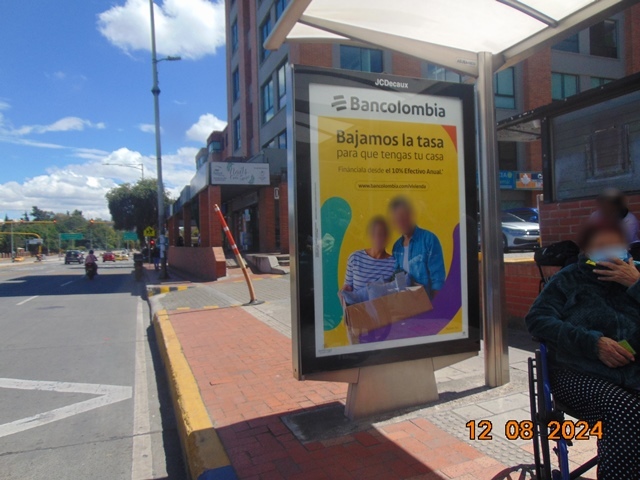 JCDecaux
Bancolombia
Bajamos la tasa
para que tengas tu casa
Fináncialа desde el 10% Efectivo Anual*
www.bancolombia.com/vivienda
12 08 2024